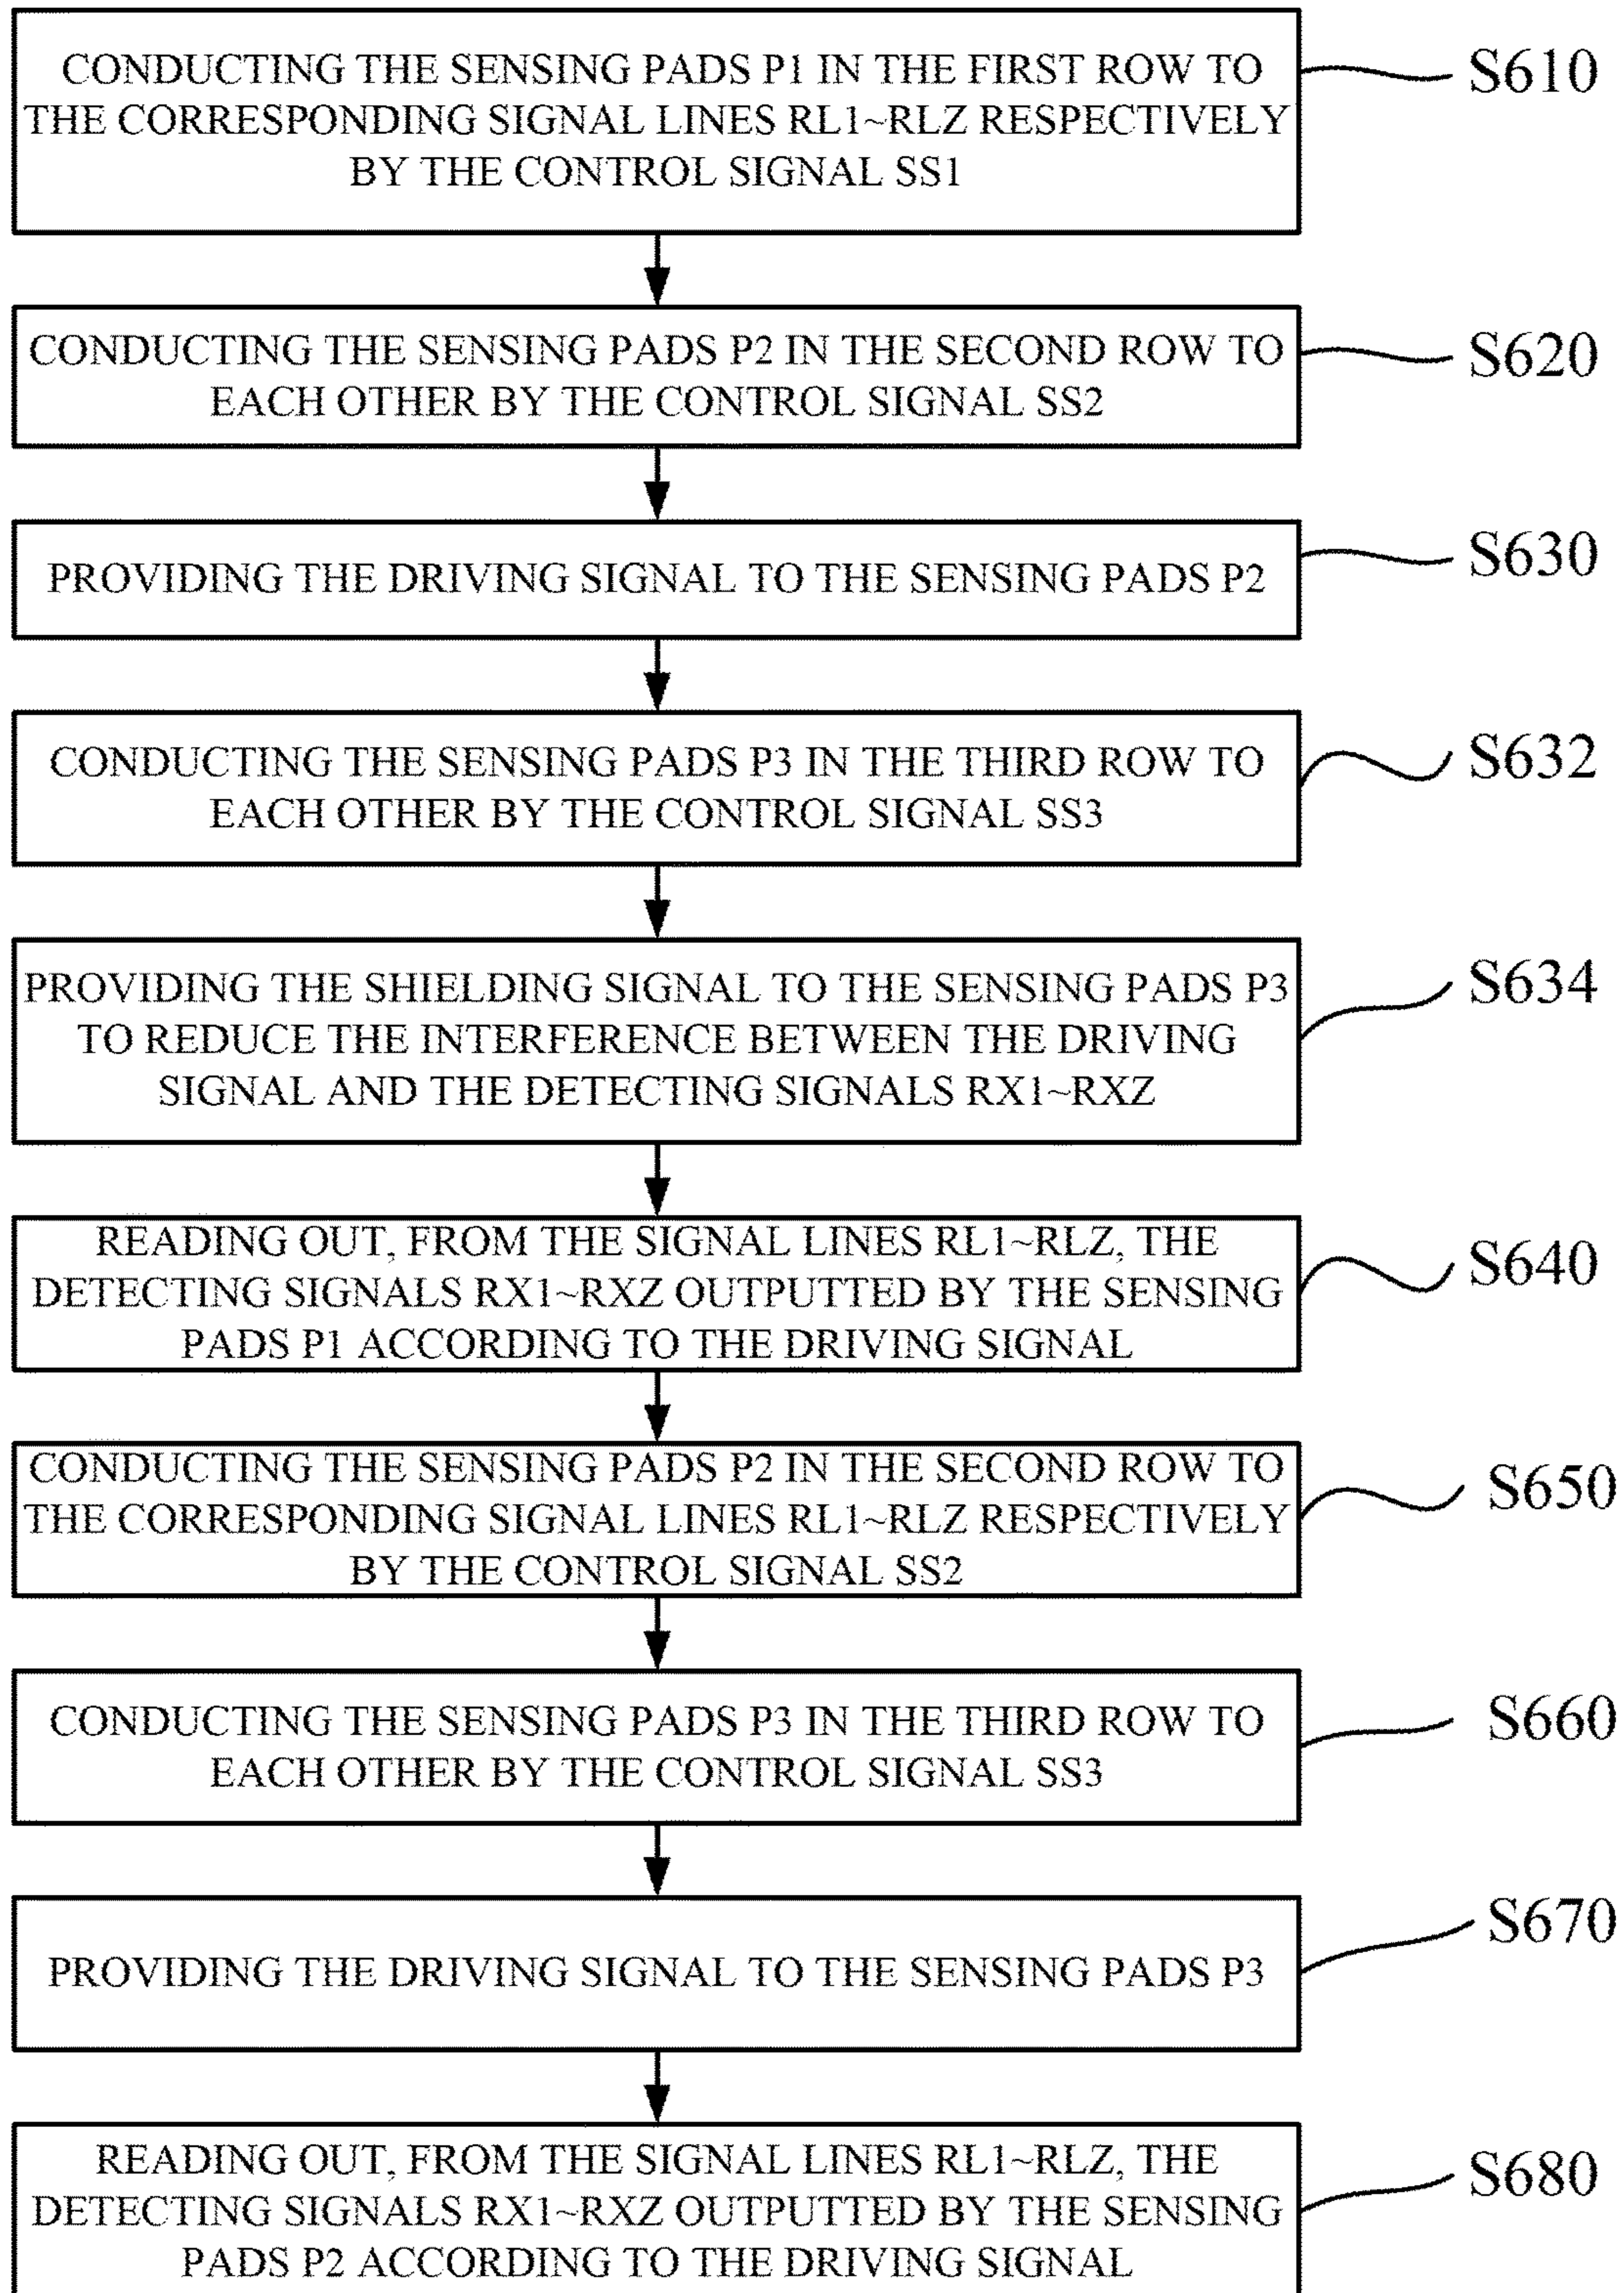 CONDUCTING THE SENSING PADS P1 IN THE FIRST ROW TO
THE CORRESPONDING SIGNAL LINES RL1~RLZ RESPECTIVELY
BY THE CONTROL SIGNAL SS1
S610
CONDUCTING THE SENSING PADS P2 IN THE SECOND ROW TO
EACH OTHER BY THE CONTROL SIGNAL SS2
S620
PROVIDING THE DRIVING SIGNAL TO THE SENSING PADS P2
S630
CONDUCTING THE SENSING PADS P3 IN THE THIRD ROW TO
EACH OTHER BY THE CONTROL SIGNAL SS3
S632
PROVIDING THE SHIELDING SIGNAL TO THE SENSING PADS P3
TO REDUCE THE INTERFERENCE BETWEEN THE DRIVING
SIGNAL AND THE DETECTING SIGNALS RX1~RXZ
S634
READING OUT, FROM THE SIGNAL LINES RL1~RLZ, THE
DETECTING SIGNALS RX1~RXZ OUTPUTTED BY THE SENSING
PADS P1 ACCORDING TO THE DRIVING SIGNAL
S640
CONDUCTING THE SENSING PADS P2 IN THE SECOND ROW TO
THE CORRESPONDING SIGNAL LINES RL1~RLZ RESPECTIVELY
BY THE CONTROL SIGNAL SS2
S650
CONDUCTING THE SENSING PADS P3 IN THE THIRD ROW TO
EACH OTHER BY THE CONTROL SIGNAL SS3
S660
PROVIDING THE DRIVING SIGNAL TO THE SENSING PADS P3
S670
READING OUT, FROM THE SIGNAL LINES RL1~RLZ, THE
DETECTING SIGNALS RX1~RXZ OUTPUTTED BY THE SENSING
PADS P2 ACCORDING TO THE DRIVING SIGNAL
S680